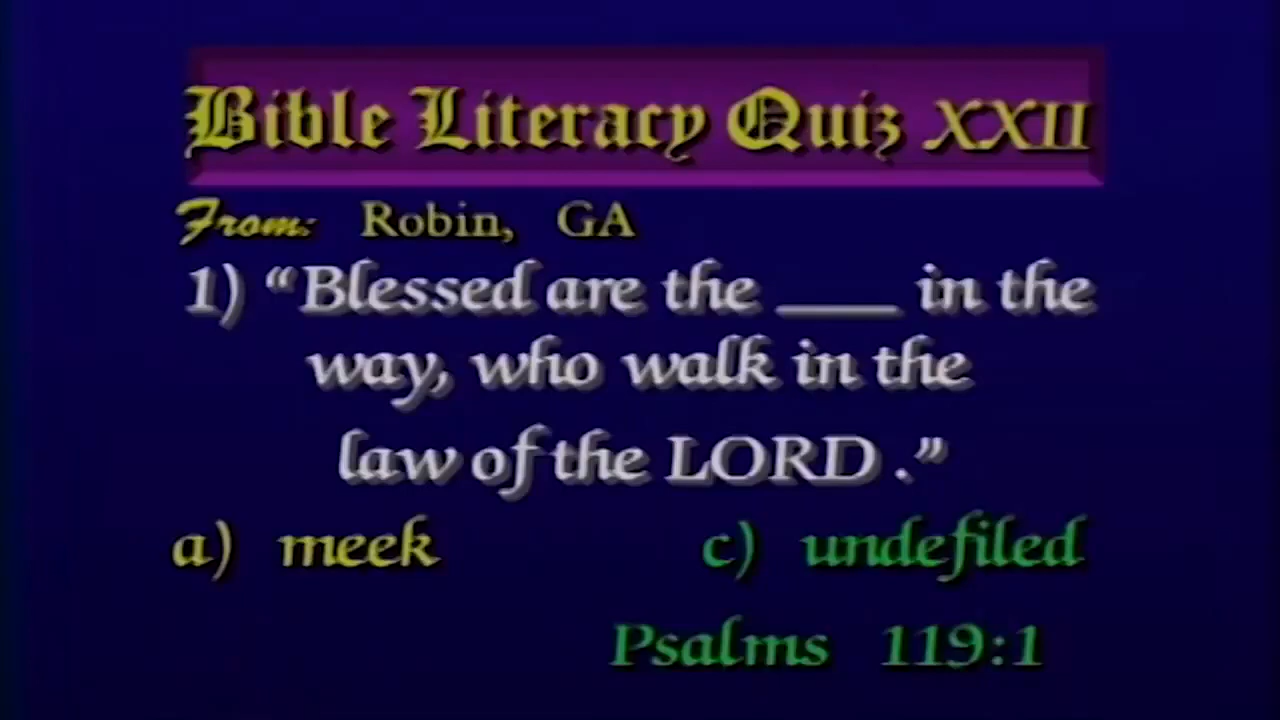 Bible Literacy Quiz XXII
From: Robin, GA
1) “Blessed are the ___ in the
way, who walk in the
law of the LORD .”
a) meek c) undefiled
Psalms 119:1